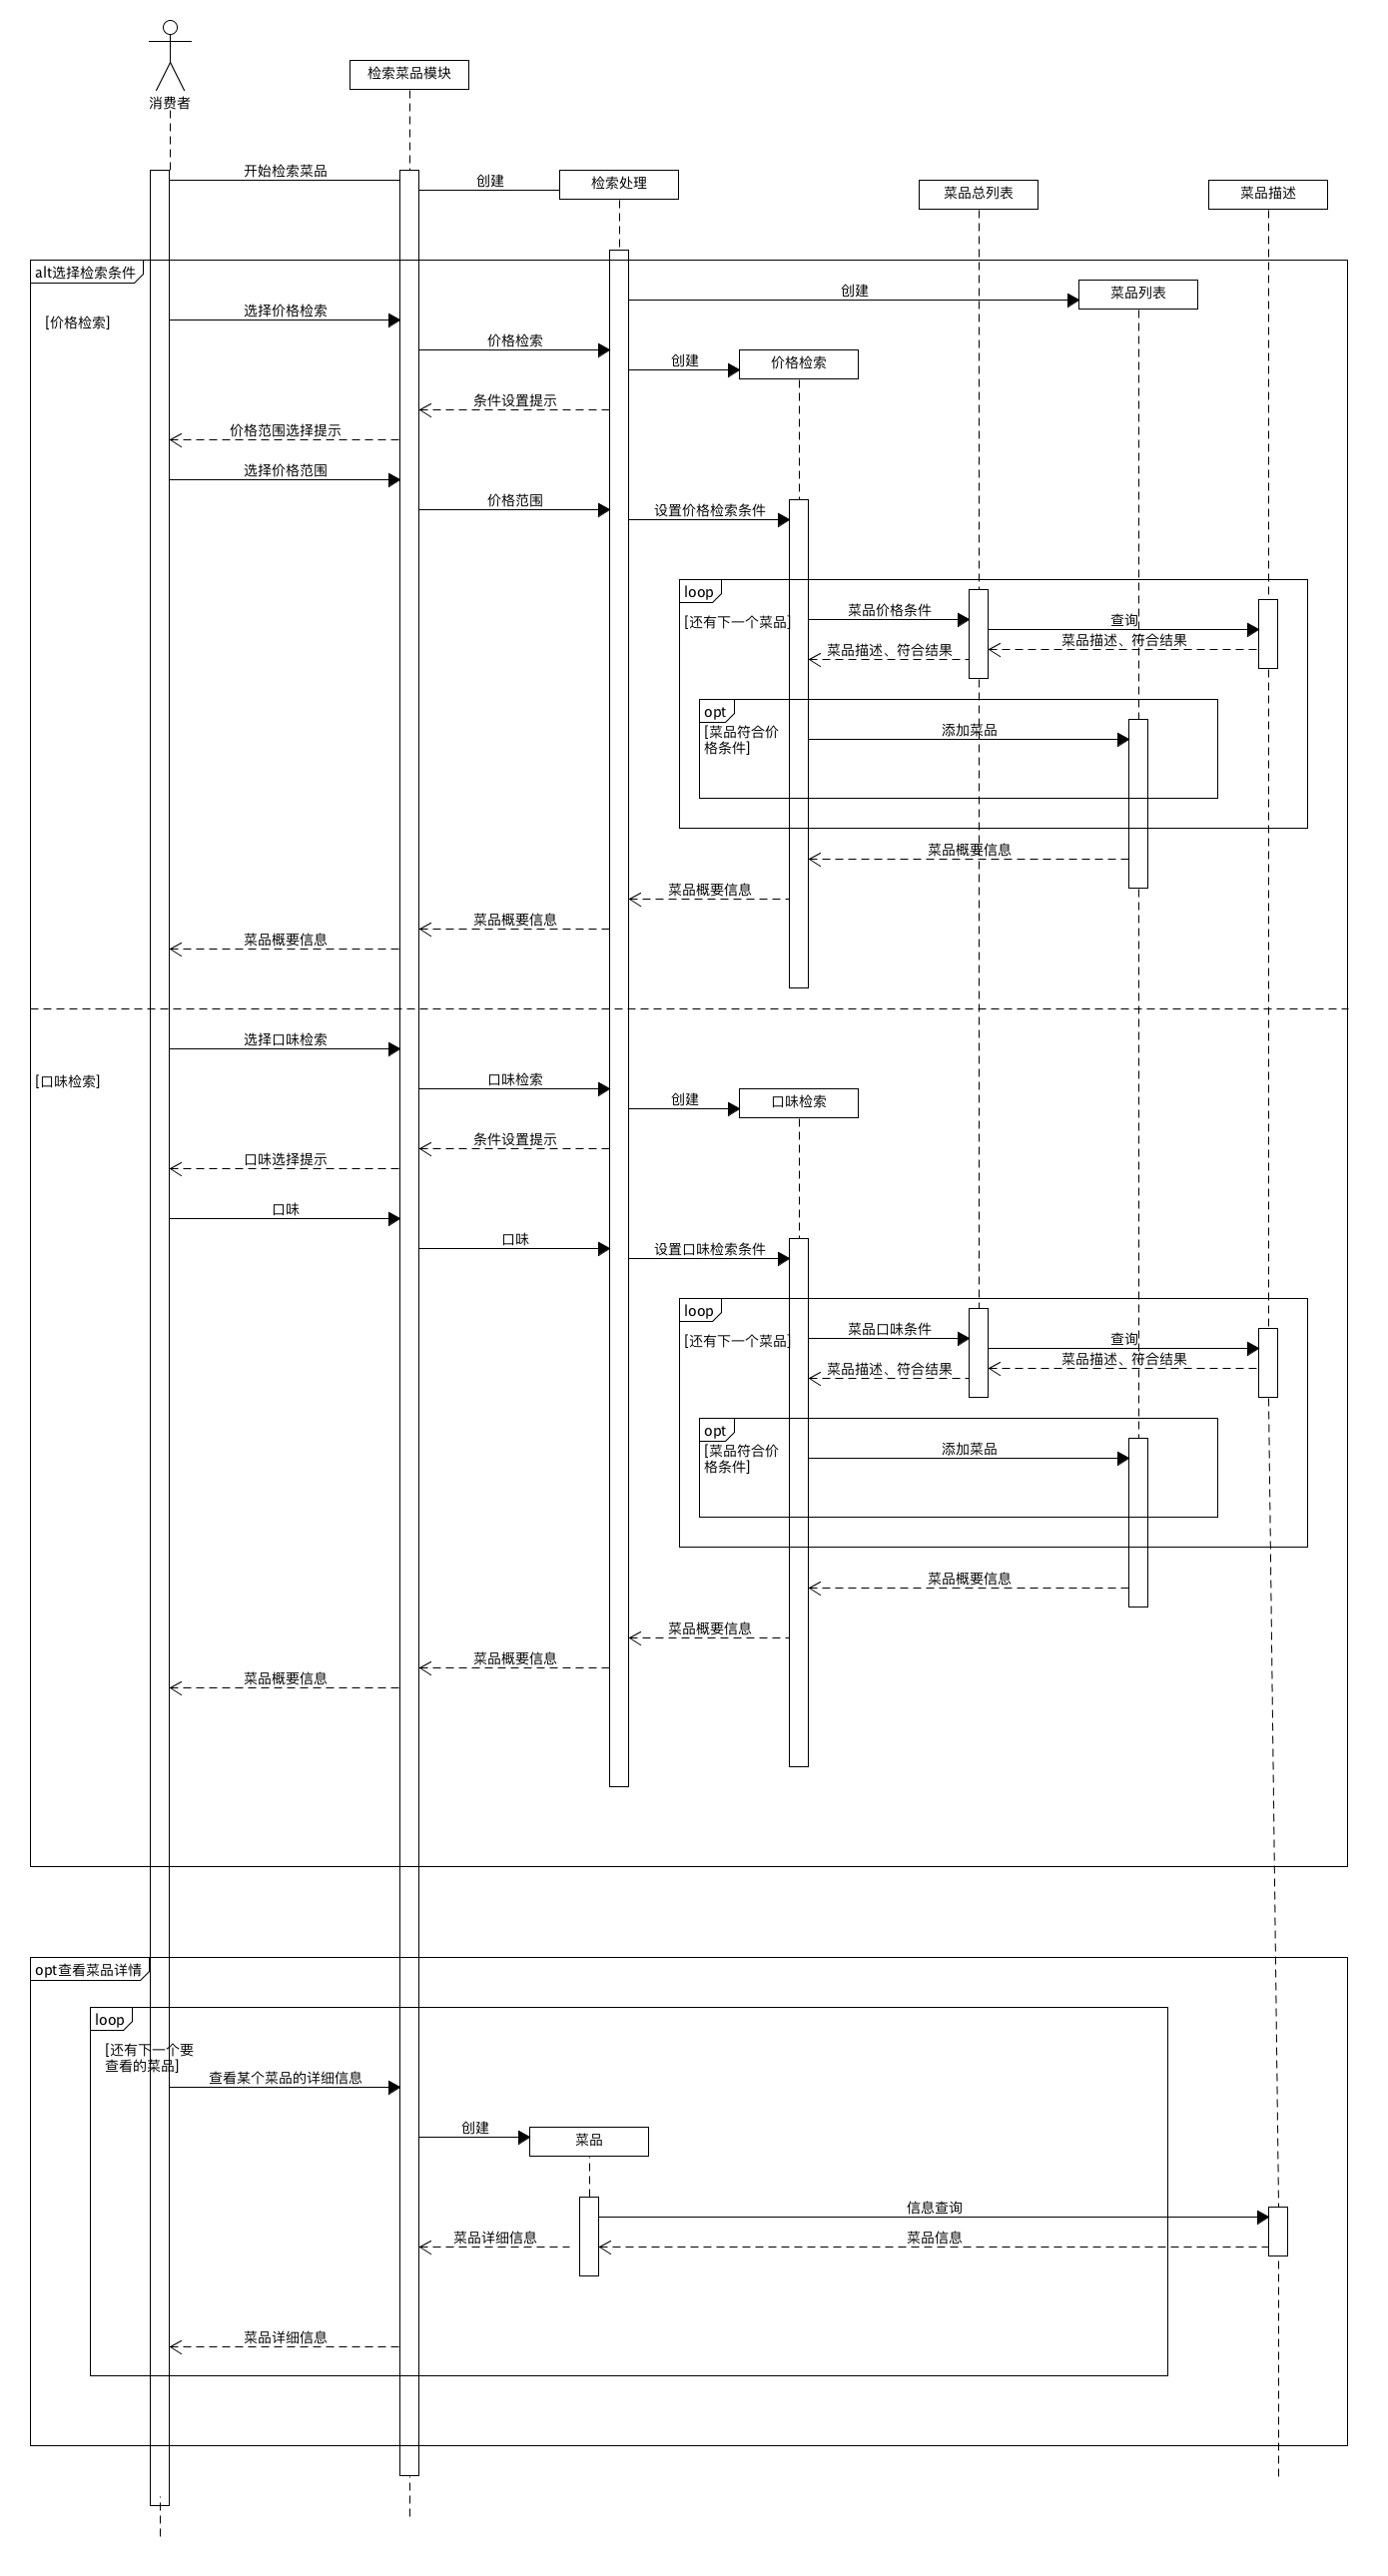 消费者
检索菜品模块
开始检索菜品
创建
检索处理
菜品总列表
菜品描述
alt选择检索条件
创建
菜品列表
[价格检索]
选择价格检索
价格检索
创建
价格检索
条件设置提示
价格范围选择提示
选择价格范围
价格范围
设置价格检索条件
loop
[还有下一个菜品]
菜品价格条件
查询
菜品描述、符合结果
菜品描述、符合结果
opt
[菜品符合价
格条件]
添加菜品
菜品概要信息
菜品概要信息
菜品概要信息
菜品概要信息
选择口味检索
[口味检索]
口味检索
创建
口味检索
条件设置提示
口味选择提示
口味
口味
设置口味检索条件
loop
[还有下一个菜品]
菜品口味条件
查询
菜品描述、符合结果
菜品描述、符合结果
opt
[菜品符合价
格条件]
添加菜品
菜品概要信息
菜品概要信息
菜品概要信息
菜品概要信息
opt查看菜品详情
loop
[还有下一个要
查看的菜品]
查看某个菜品的详细信息
创建
菜品
信息查询
菜品详细信息
菜品信息
菜品详细信息